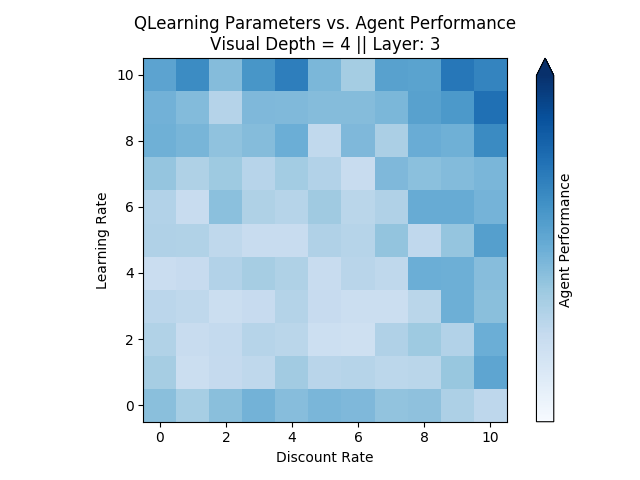 QLearning Parameters vs. Agent Performance
Visual Depth = 4 || Layer: 3
10
8
6
4
2
0
Learning Rate
0 2 4 6 8 10
Discount Rate
Agent Performance